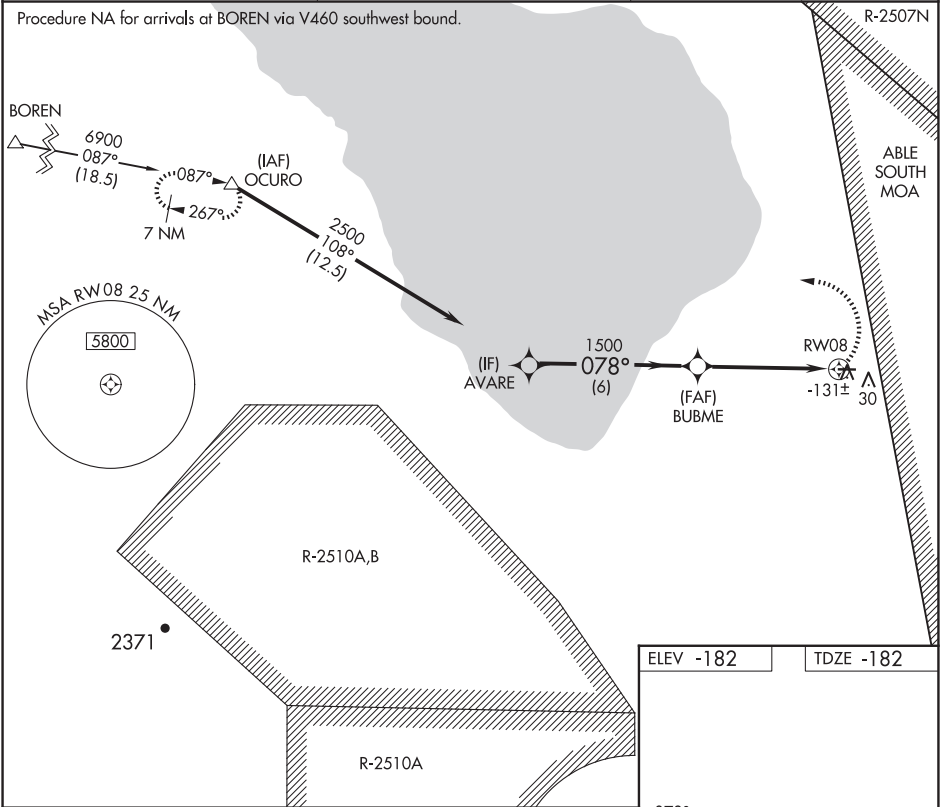 Procedure NA for arrivals at BOREN via V460 southwest bound.
R-2507N
BOREN
6900
087°
(18.5)
087°
(IAF)
OCURO
267°
7 NM
2500
108°
(12.5)
ABLE
SOUTH
MOA
MSA RW08 25 NM
5800
(IF)
AVARE
1500
078°
(6)
(FAF)
BUBME
RW08
-131±
30
R-2510A,B
2371
ELEV -182
TDZE -182
R-2510A